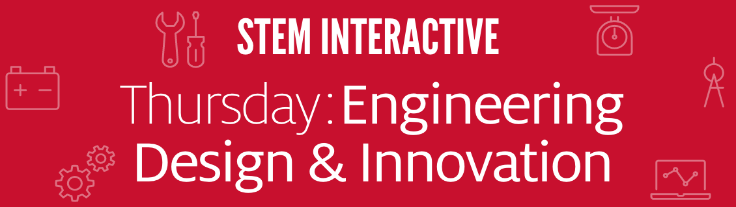 STEM INTERACTIVE
Thursday: Engineering
Design & Innovation